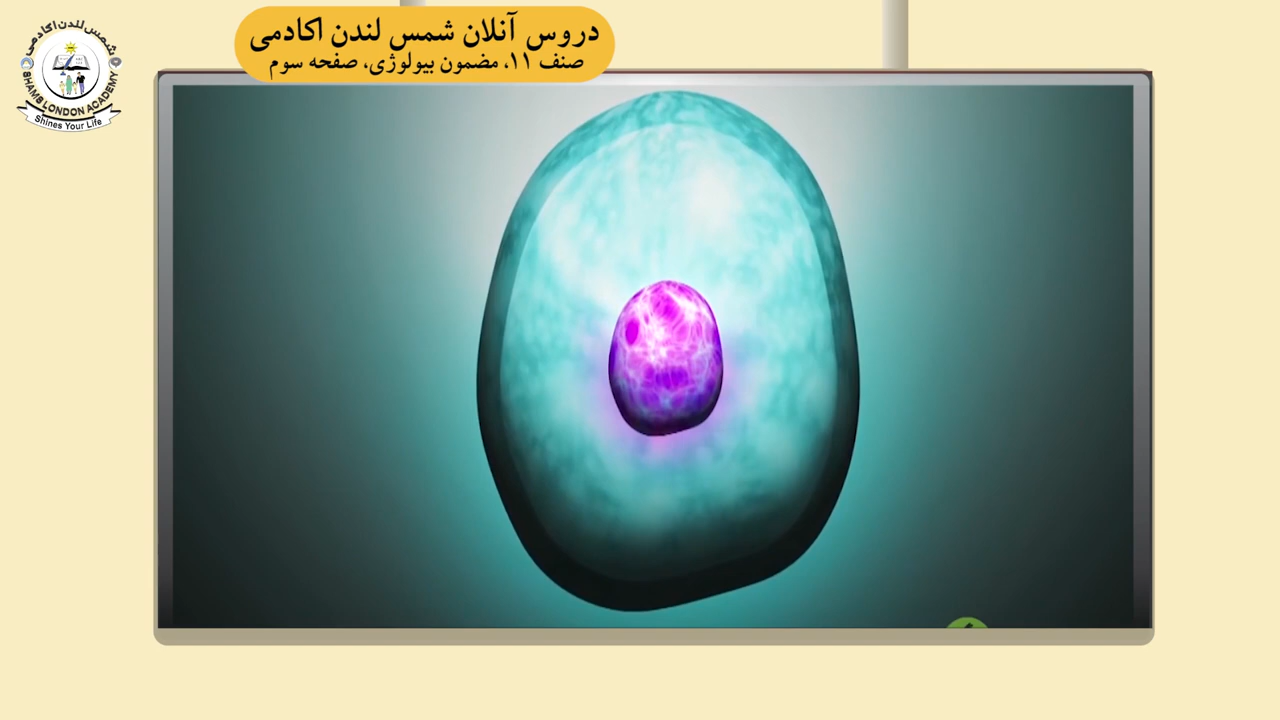 دروس آنلان شمس لندن اکادمی
صنف ۱۱، مضمون بیولوژی، صفحه سوم
شمس لندن اکادمی
SHAMS LONDON ACADEMY
Shines Your Life